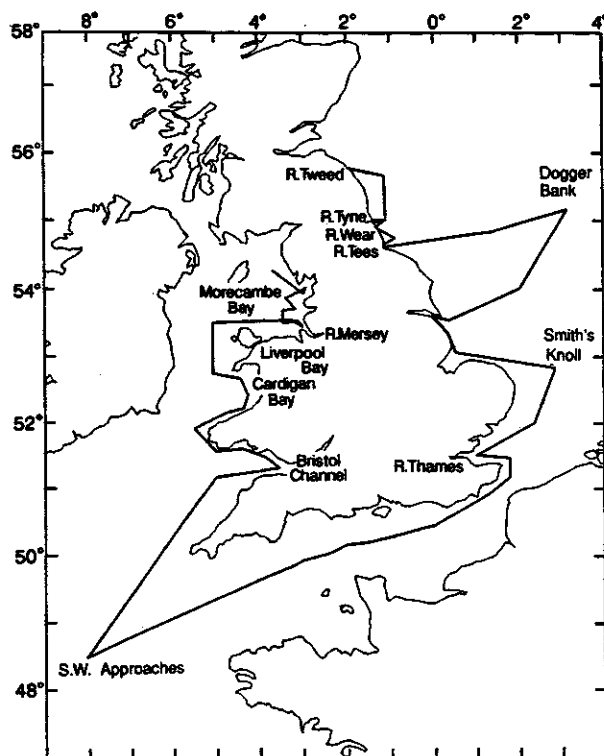 8° 6° 4° 2° 0° 2° 4°
58°
56°
R.Tweed
Dogger
Bank
R.Tyne
R.Wear
R.Tees
54°
Morecambe
Bay
R.Mersey
Smith's
Knoll
Liverpool
Bay
Cardigan
Bay
52°
Bristol
Channel
R.Thames
50°
S.W. Approaches
48°